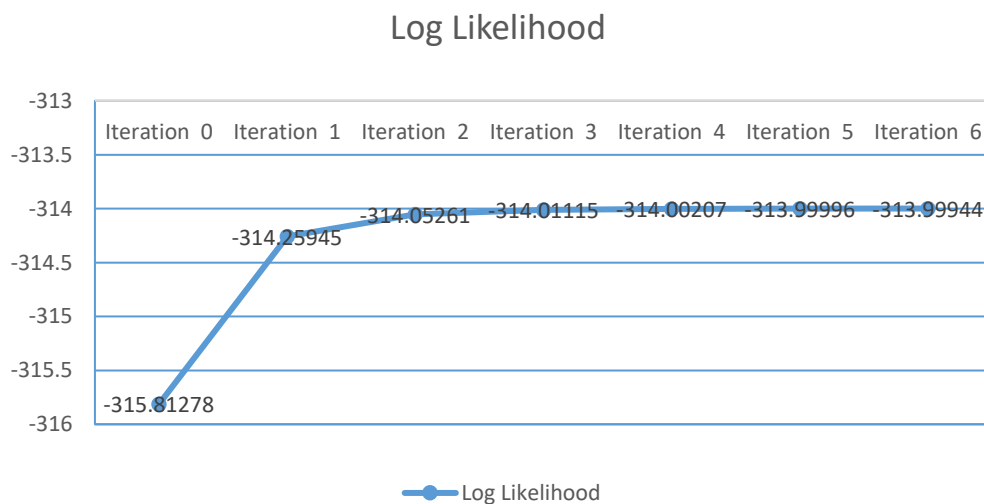 Log Likelihood
-313
Iteration 0 Iteration 1 Iteration 2 Iteration 3 Iteration 4 Iteration 5 Iteration 6
-313.5
-314
-314.05261 -314.01115 -314.00207 -313.99996 -313.99944
-314.25945
-314.5
-315
-315.5
-315.81278
-316
Log Likelihood